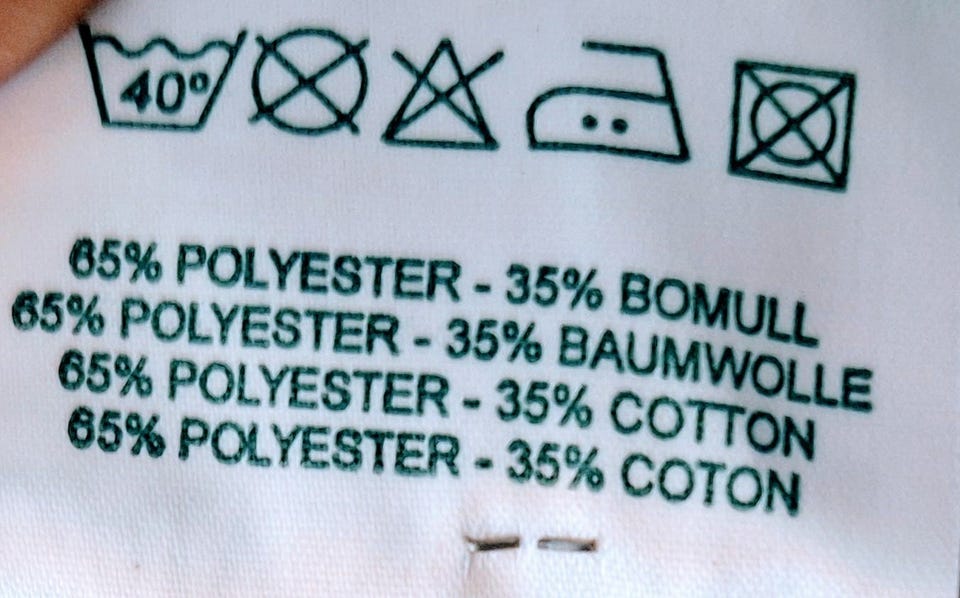 40°
65% POLYESTER - 35% BOMULL
65% POLYESTER - 35% BAUMWOLLE
65% POLYESTER - 35% COTTON
65% POLYESTER - 35% COTON